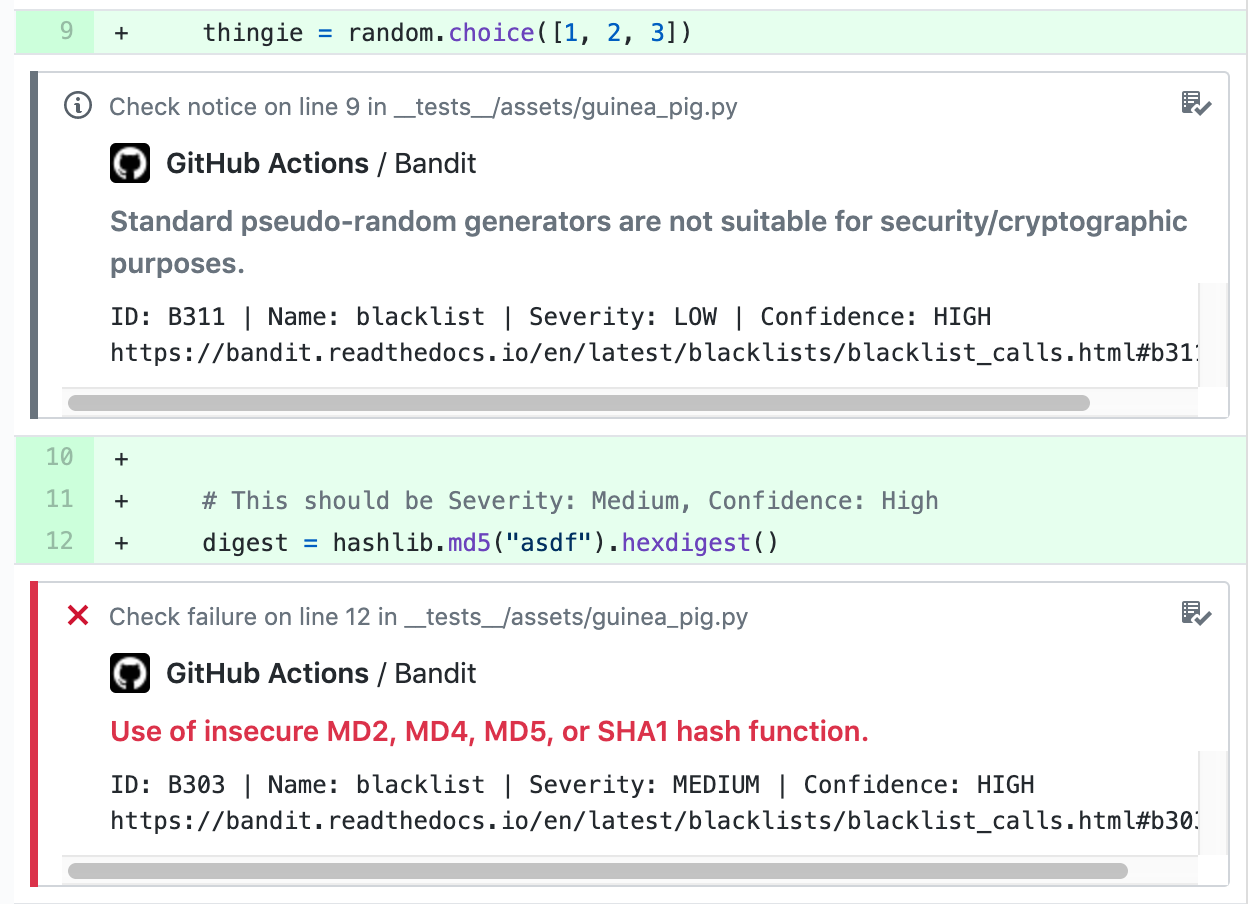 9 + thingie = random.choice([1, 2, 3])
Check notice on line 9 in __tests__/assets/guinea_pig.py
GitHub Actions / Bandit
Standard pseudo-random generators are not suitable for security/cryptographic
purposes.
ID: B311 | Name: blacklist | Severity: LOW | Confidence: HIGH
https://bandit.readthedocs.io/en/latest/blacklists/blacklist_calls.html#b311
10 +
11 + # This should be Severity: Medium, Confidence: High
12 + digest = hashlib.md5("asdf").hexdigest()
Check failure on line 12 in __tests__/assets/guinea_pig.py
GitHub Actions / Bandit
Use of insecure MD2, MD4, MD5, or SHA1 hash function.
ID: B303 | Name: blacklist | Severity: MEDIUM | Confidence: HIGH
https://bandit.readthedocs.io/en/latest/blacklists/blacklist_calls.html#b303